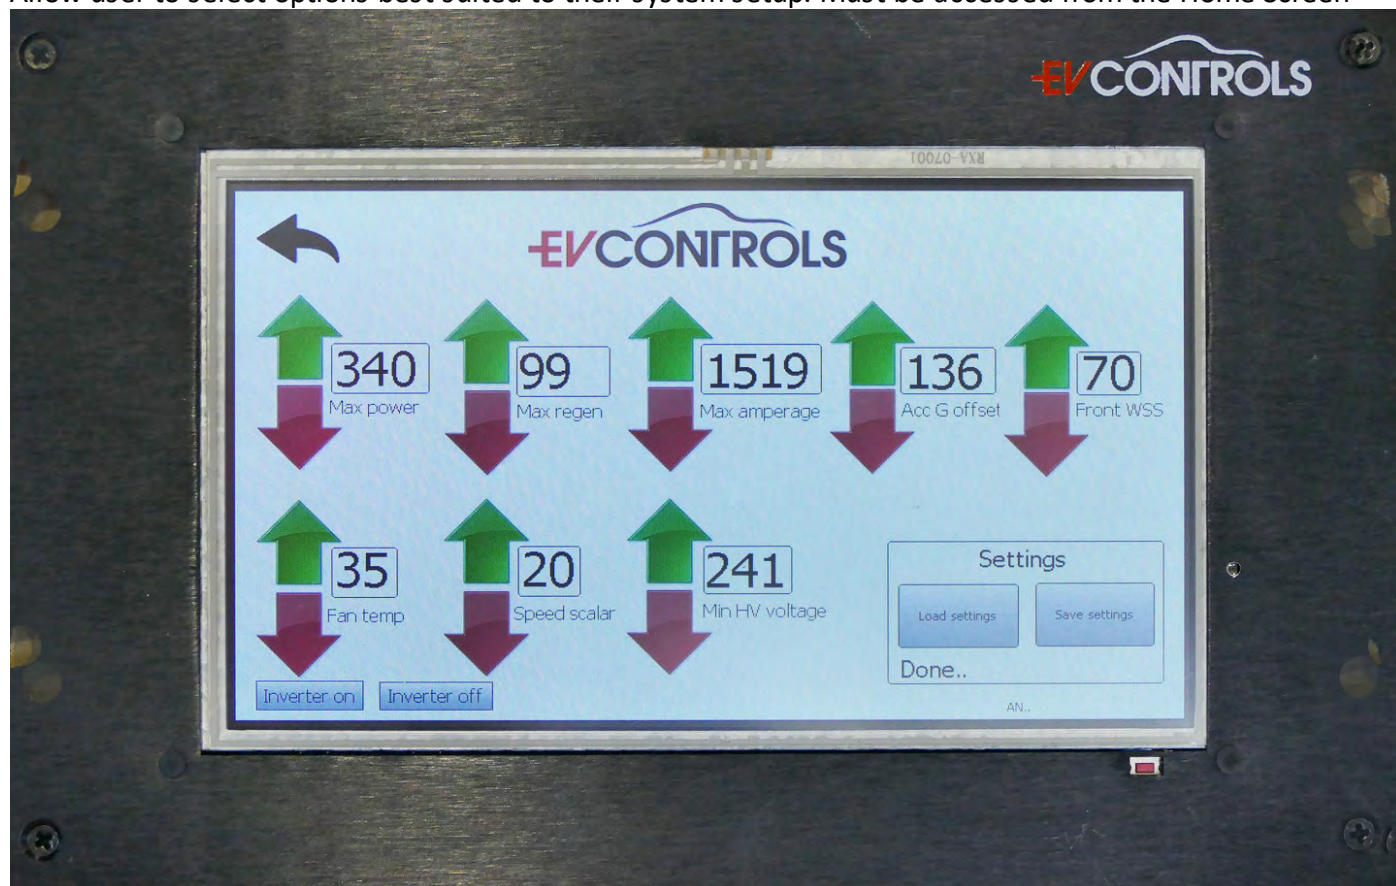 Allow user to select options best suited to their system setup. Must be accessed from the Home Screen
EVCONTROLS
RXA-07001
EVCONTROLS
340
Max power
99
Max regen
1519
Max amperage
136
Acc G offset
70
Front WSS
35
Fan temp
20
Speed scalar
241
Min HV voltage
Settings
Load settings
Save settings
Done..
Inverter on
Inverter off
AN..